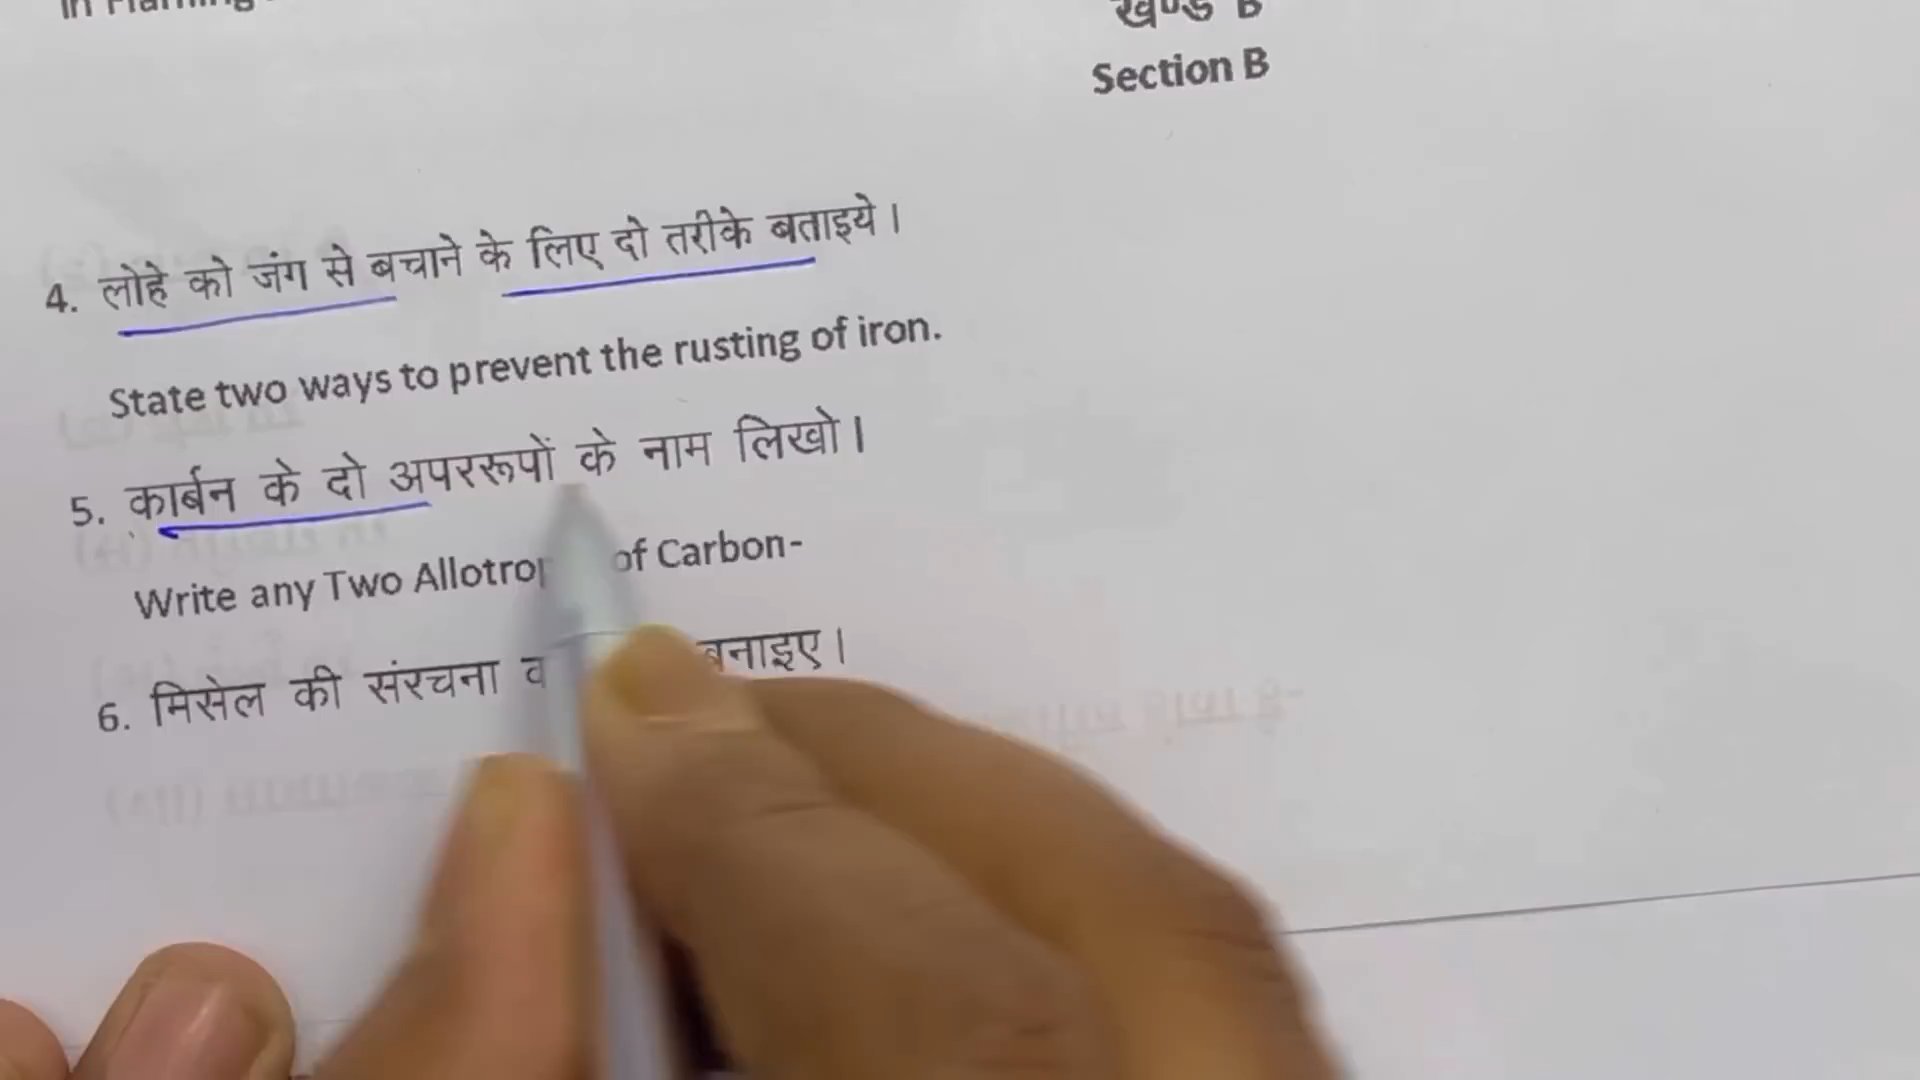 खण्ड B
Section B
4. लोहे को जंग से बचाने के लिए दो तरीके बताइये।
State two ways to prevent the rusting of iron.
5. कार्बन के दो अपररूपों के नाम लिखो।
Write any Two of Carbon-
6. मिसेल की संरचना बनाइए।